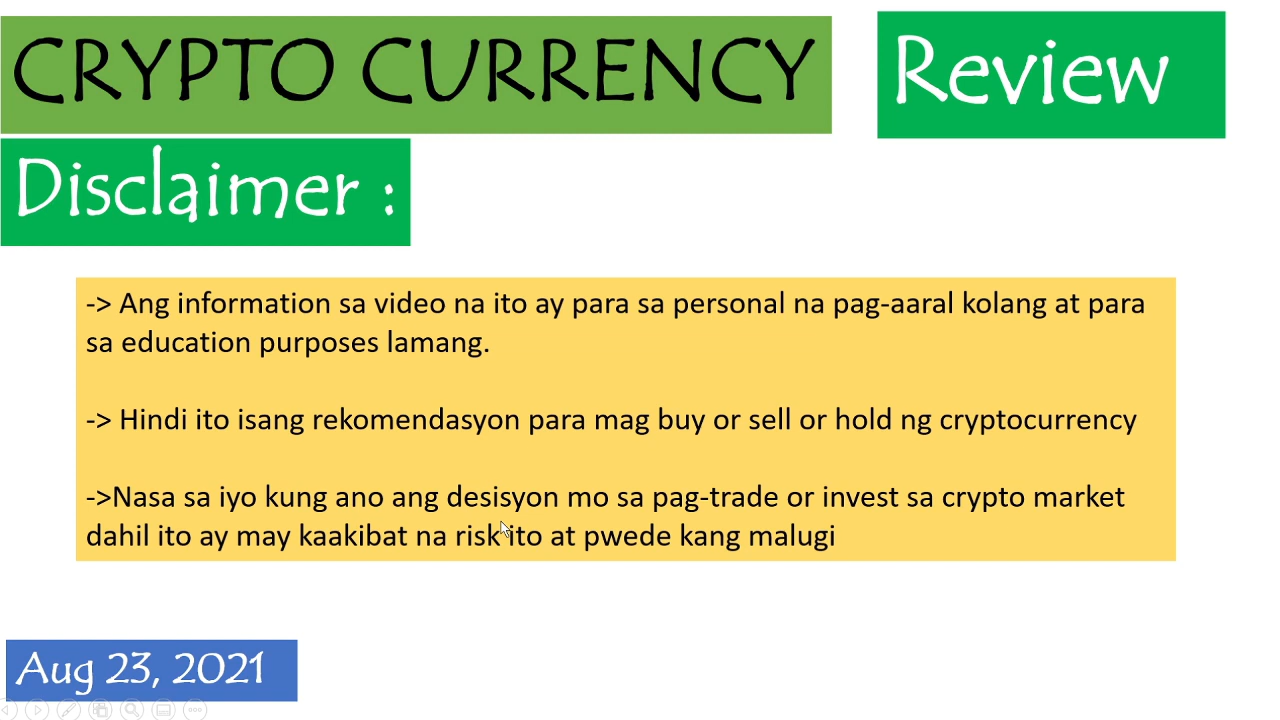 CRYPTO CURRENCY Review
Disclaimer :
-> Ang information sa video na ito ay para sa personal na pag-aaral kolang at para
sa education purposes lamang.
-> Hindi ito isang rekomendasyon para mag buy or sell or hold ng cryptocurrency
->Nasa sa iyo kung ano ang desisyon mo sa pag-trade or invest sa crypto market
dahil ito ay may kaakibat na risk ito at pwede kang malugi
Aug 23, 2021